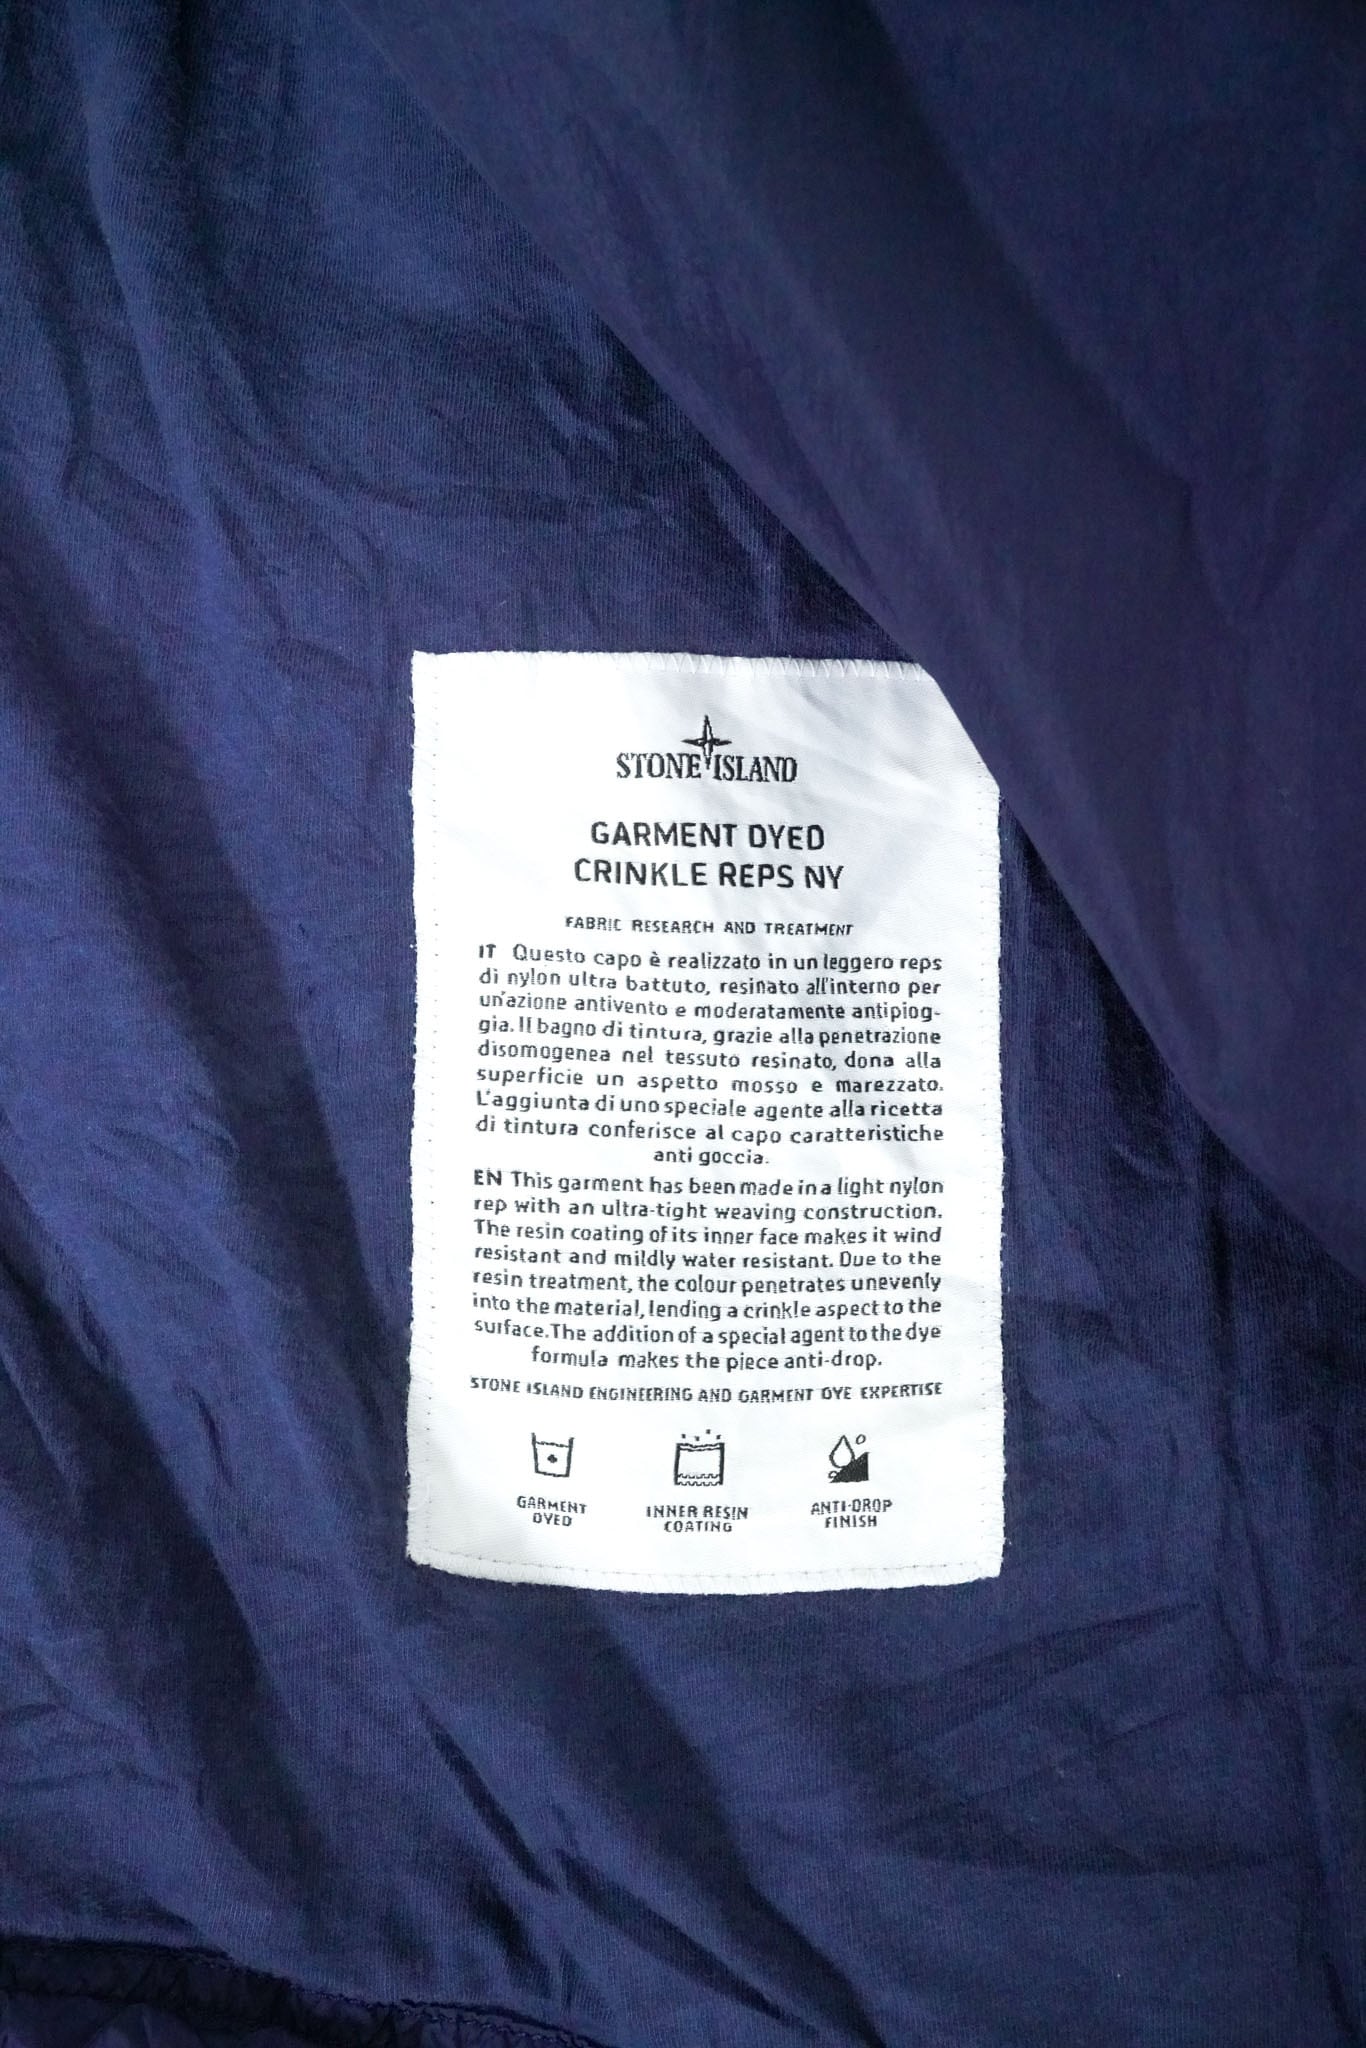 STONE ISLAND
GARMENT DYED
CRINKLE REPS NY
FABRIC RESEARCH AND TREATMENT
IT Questo capo è realizzato in un leggero reps
di nylon ultra battuto, resinato all'interno per
un'azione antivento e moderatamente antipiog-
gia. Il bagno di tintura, grazie alla penetrazione
disomogenea nel tessuto resinato, dona alla
superficie un aspetto mosso e marezzato.
L'aggiunta di uno speciale agente alla ricetta
di tintura conferisce al capo caratteristiche
anti goccia.
EN This garment has been made in a light nylon
rep with an ultra-tight weaving construction.
The resin coating of its inner face makes it wind
resistant and mildly water resistant. Due to the
resin treatment, the colour penetrates unevenly
into the material, lending a crinkle aspect to the
surface. The addition of a special agent to the dye
formula makes the piece anti-drop.
STONE ISLAND ENGINEERING AND GARMENT DYE EXPERTISE
GARMENT
DYED
INNER RESIN
COATING
ANTI-DROP
FINISH